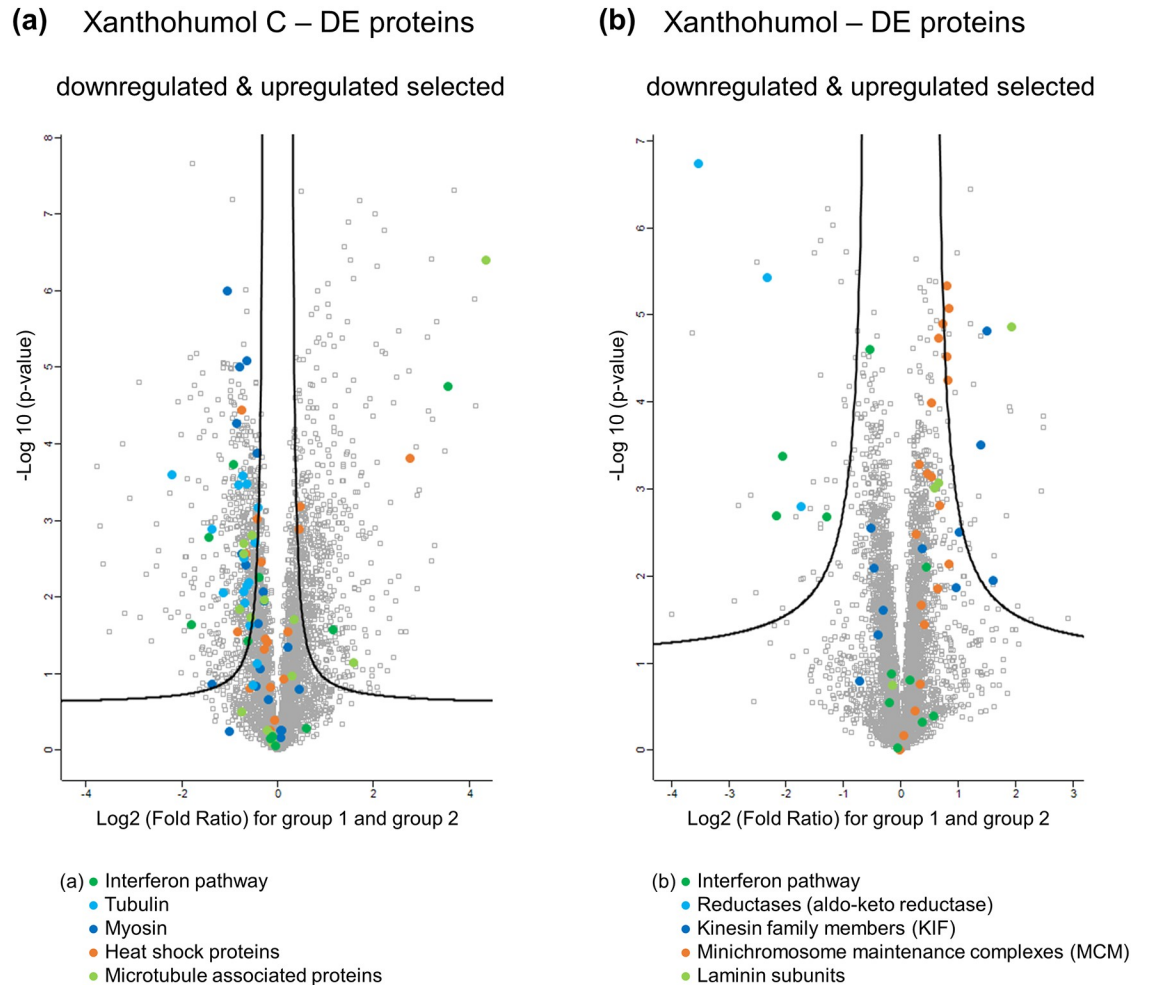 (a) Xanthohumol C – DE proteins
downregulated & upregulated selected
8
7
6
5
4
3
2
1
0
-Log 10 (p-value)
-4 -2 0 2 4
Log2 (Fold Ratio) for group 1 and group 2
(a) Interferon pathway
Tubulin
Myosin
Heat shock proteins
Microtubule associated proteins
(b) Xanthohumol – DE proteins
downregulated & upregulated selected
7
6
5
4
3
2
1
0
-Log 10 (p-value)
-4 -3 -2 -1 0 1 2 3
Log2 (Fold Ratio) for group 1 and group 2
(b) Interferon pathway
Reductases (aldo-keto reductase)
Kinesin family members (KIF)
Minichromosome maintenance complexes (MCM)
Laminin subunits